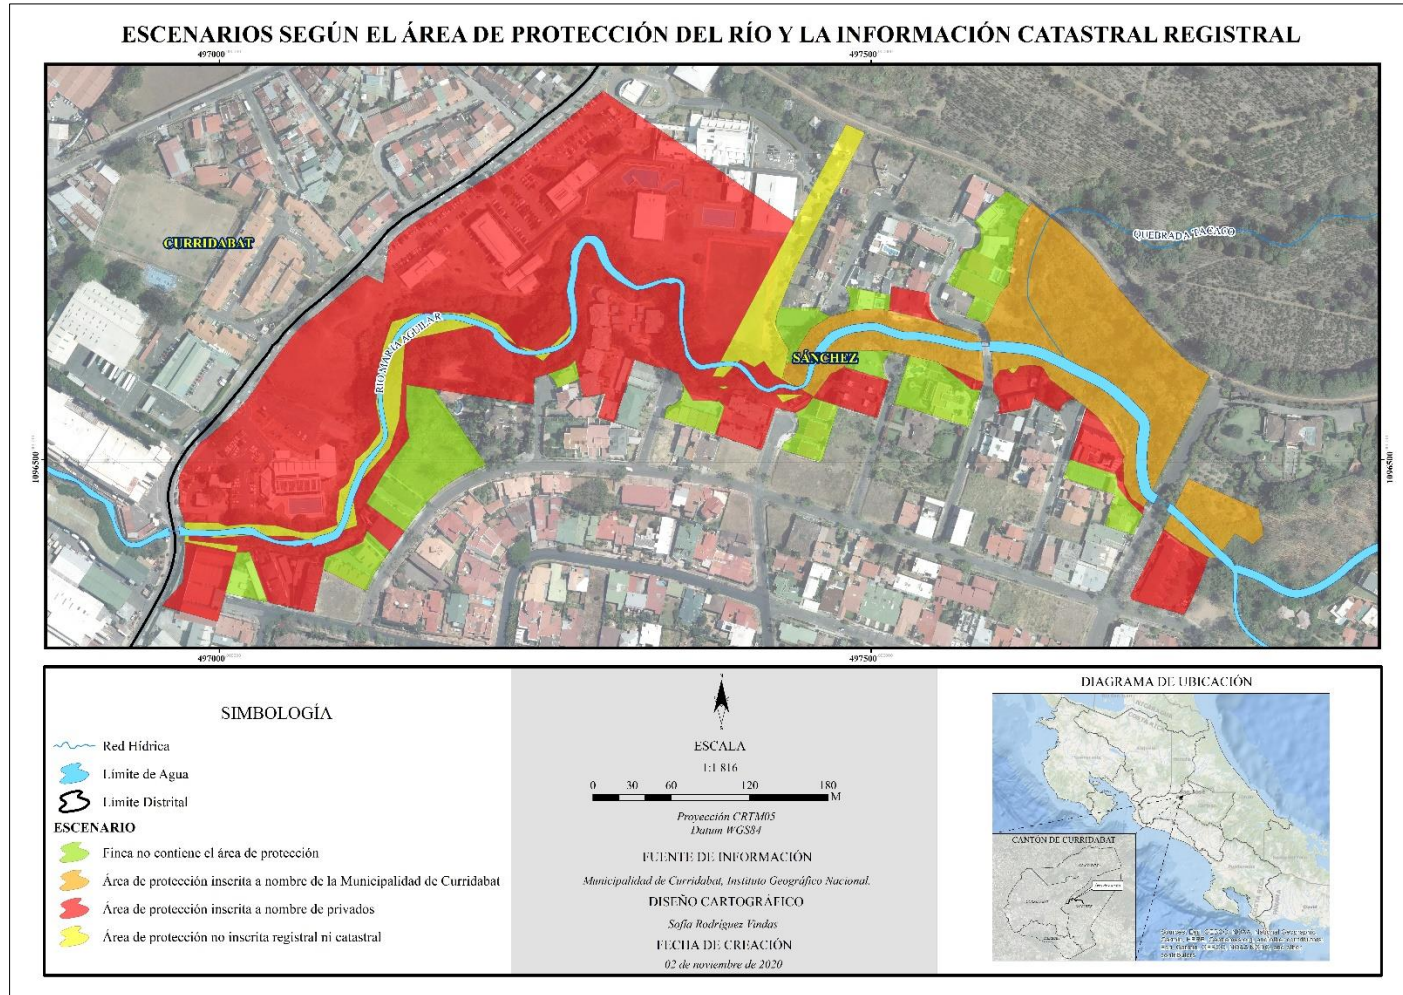 ESCENARIOS SEGÚN EL ÁREA DE PROTECCIÓN DEL RÍO Y LA INFORMACIÓN CATASTRAL REGISTRAL
497000
497500
CURRIDABAT
QUEBRADA TACACO
RÍO MARÍA AGUILAR
SÁNCHEZ
1096500
1096500
497000
497500
SIMBOLOGÍA
Red Hídrica
Límite de Agua
Límite Distrital
ESCENARIO
Finca no contiene el área de protección
Área de protección inscrita a nombre de la Municipalidad de Curridabat
Área de protección inscrita a nombre de privados
Área de protección no inscrita registral ni catastral
ESCALA
1:1 816
0 30 60 120 180
M
Proyección CRTM05
Datum WGS84
FUENTE DE INFORMACIÓN
Municipalidad de Curridabat, Instituto Geográfico Nacional.
DISEÑO CARTOGRÁFICO
Sofía Rodríguez Vindas
FECHA DE CREACIÓN
02 de noviembre de 2020
DIAGRAMA DE UBICACIÓN
CANTÓN DE CURRIDABAT